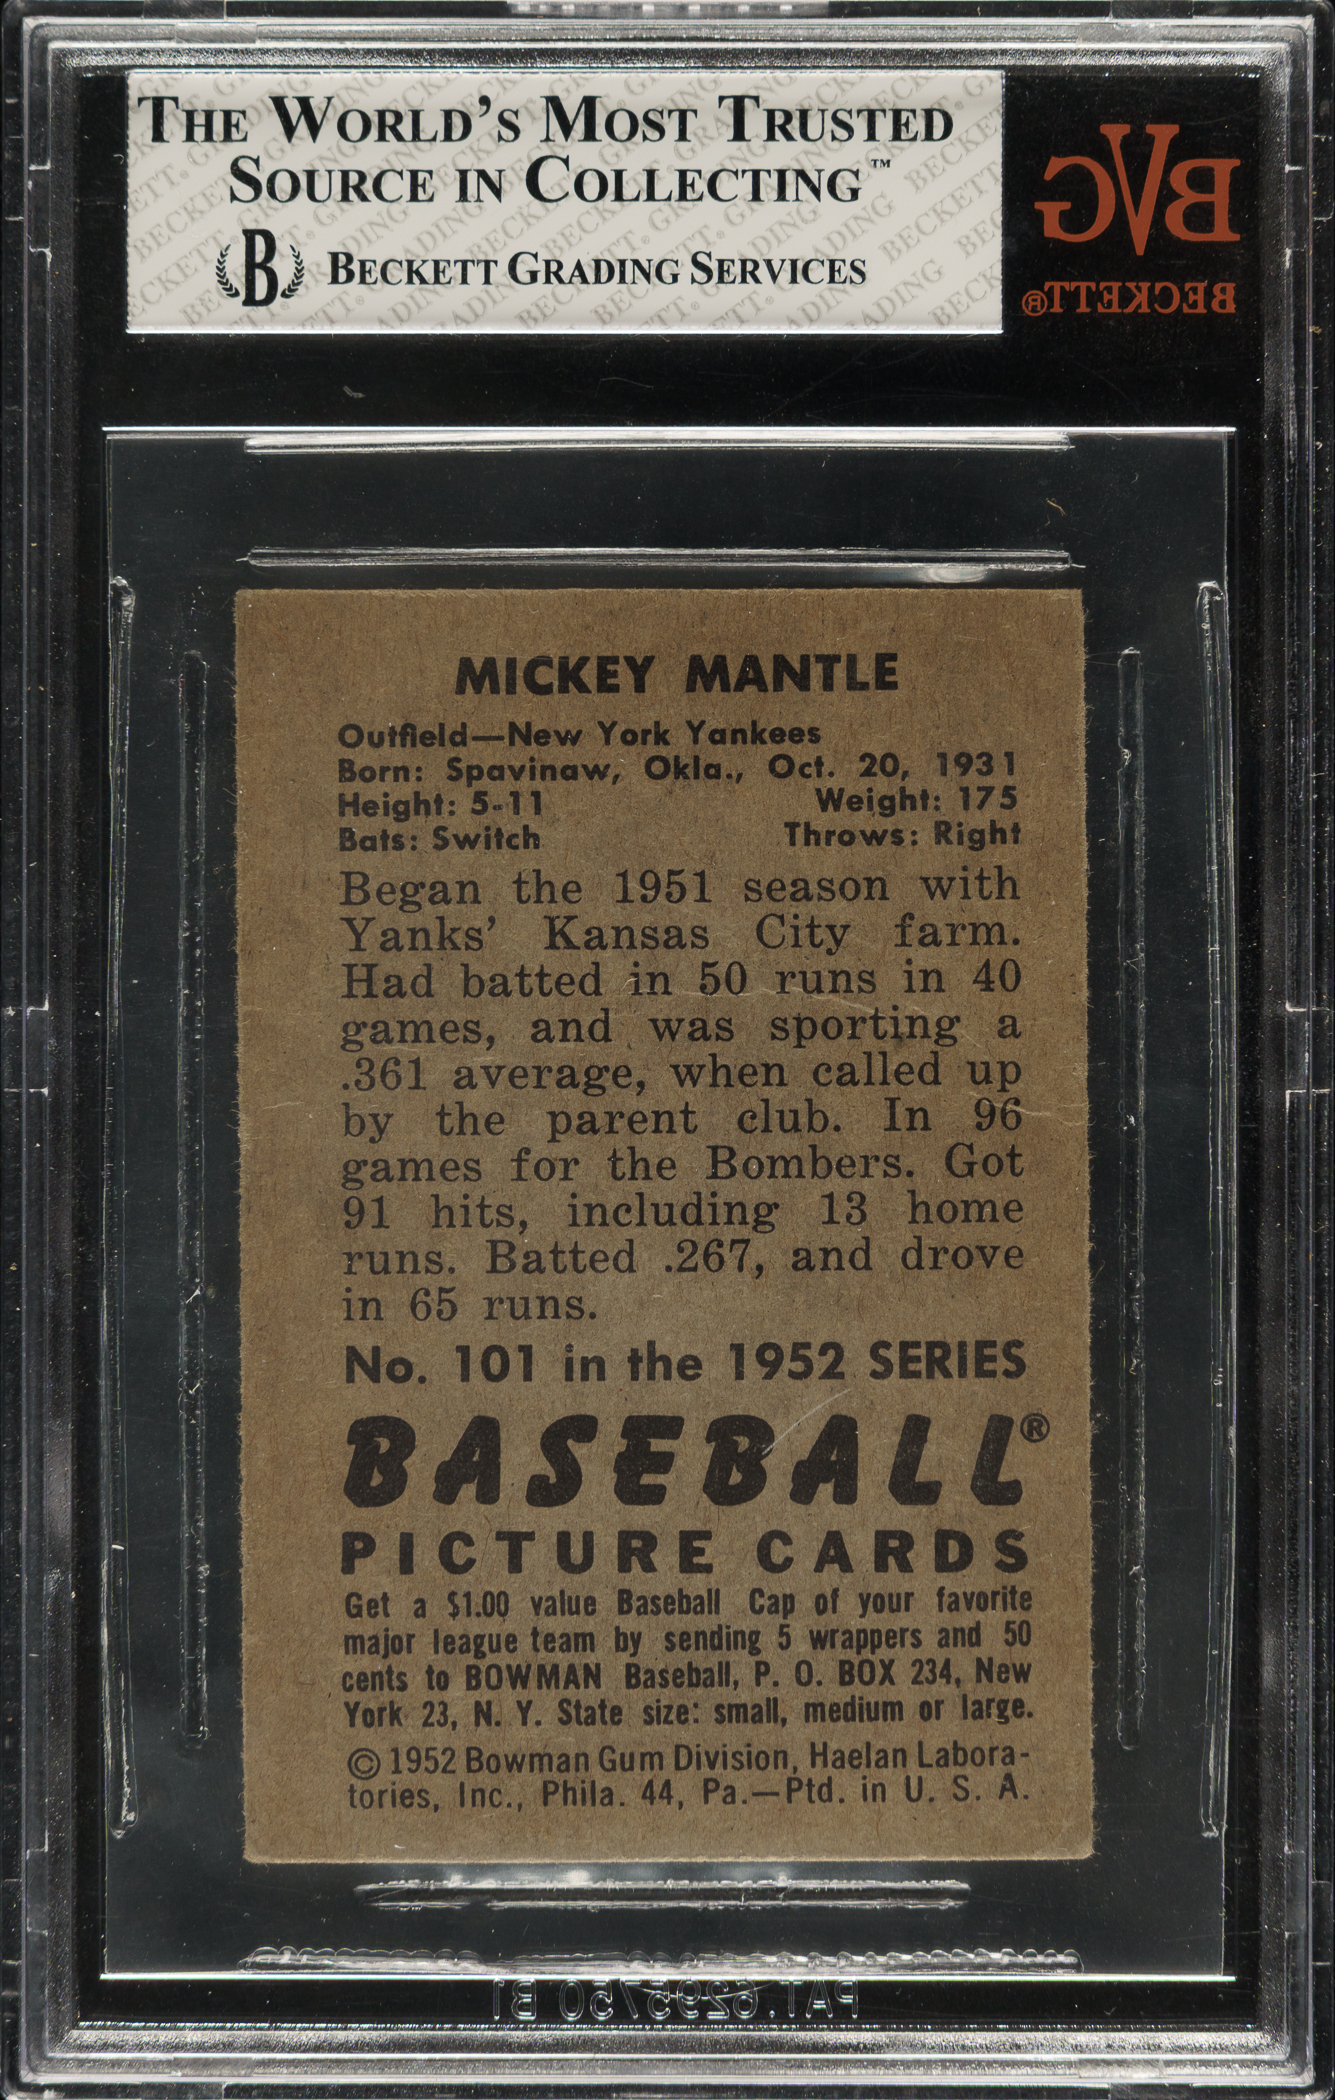 THE WORLD'S MOST TRUSTED
SOURCE IN COLLECTING™
B BECKETT GRADING SERVICES
BVG
BECKETT®
MICKEY MANTLE
Outfield—New York Yankees
Born: Spavinaw, Okla., Oct. 20, 1931
Height: 5-11 Weight: 175
Bats: Switch Throws: Right
Began the 1951 season with
Yanks' Kansas City farm.
Had batted in 50 runs in 40
games, and was sporting a
.361 average, when called up
by the parent club. In 96
games for the Bombers. Got
91 hits, including 13 home
runs. Batted .267, and drove
in 65 runs.
No. 101 in the 1952 SERIES
BASEBALL®
PICTURE CARDS
Get a $1.00 value Baseball Cap of your favorite
major league team by sending 5 wrappers and 50
cents to BOWMAN Baseball, P. O. BOX 234, New
York 23, N. Y. State size: small, medium or large.
© 1952 Bowman Gum Division, Haelan Labora-
tories, Inc., Phila. 44, Pa.—Ptd. in U. S. A.
PAT.6295750 B1